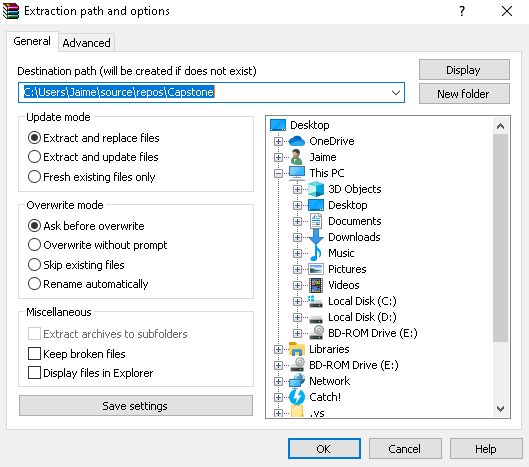 Extraction path and options
General
Advanced
Destination path (will be created if does not exist)
C:\Users\Jaime\source\repos\Capstone
Display
New folder
Update mode
Extract and replace files
Extract and update files
Fresh existing files only
Overwrite mode
Ask before overwrite
Overwrite without prompt
Skip existing files
Rename automatically
Miscellaneous
Extract archives to subfolders
Keep broken files
Display files in Explorer
Save settings
Desktop
OneDrive
Jaime
This PC
3D Objects
Desktop
Documents
Downloads
Music
Pictures
Videos
Local Disk (C:)
Local Disk (D:)
BD-ROM Drive (E:)
Libraries
BD-ROM Drive (E:)
Network
Catch!
.vs
OK
Cancel
Help